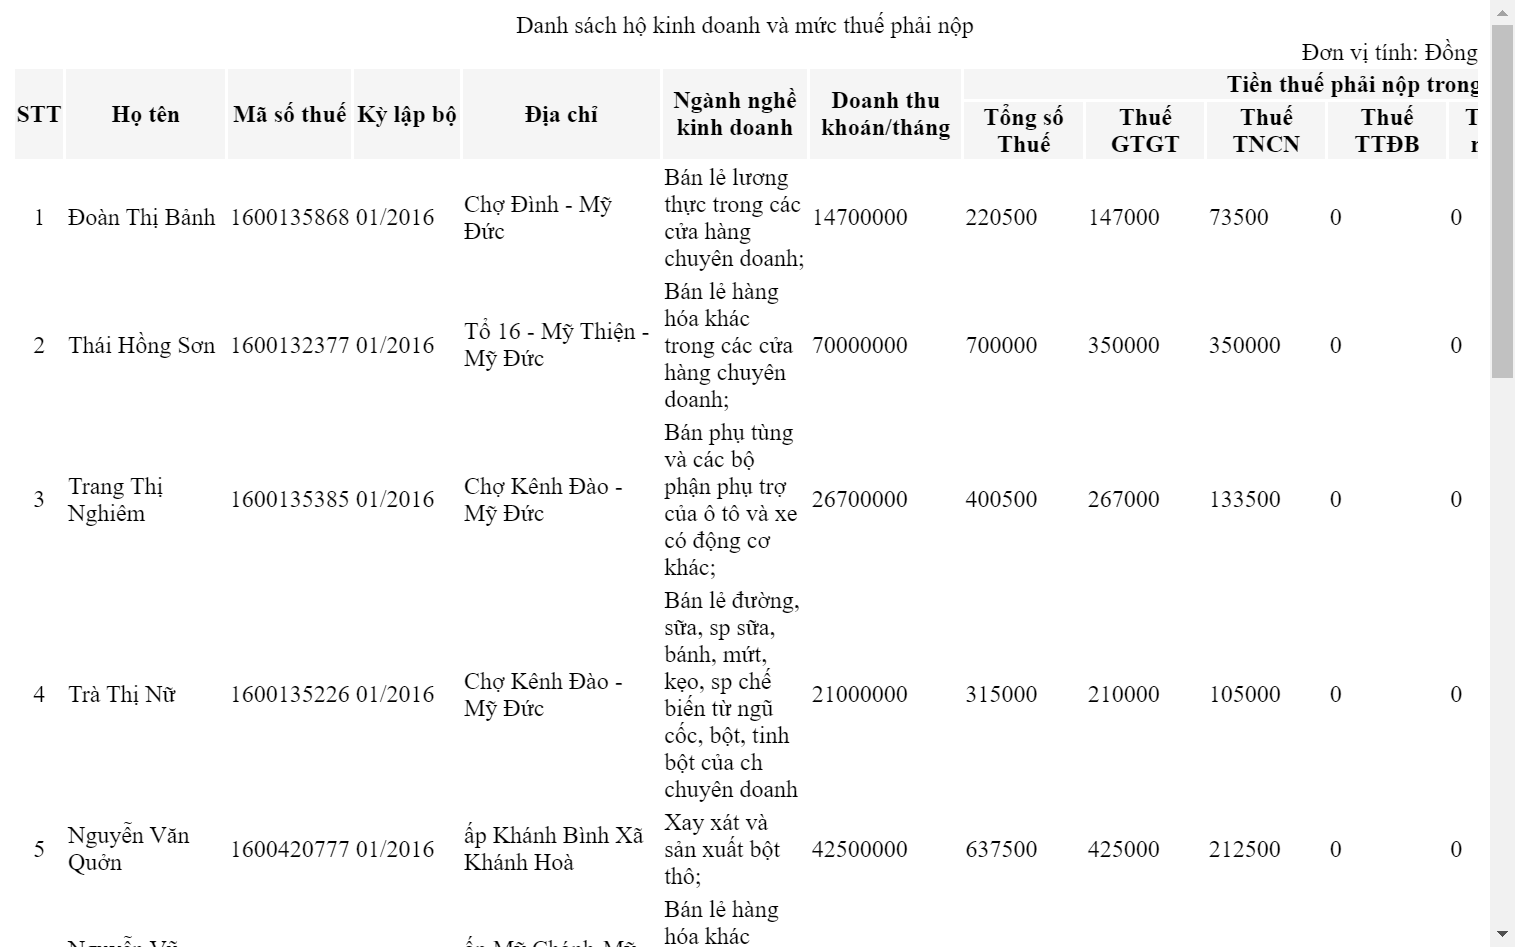 Danh sách hộ kinh doanh và mức thuế phải nộp
Đơn vị tính: Đồng
STT Họ tên Mã số thuế Kỳ lập bộ Địa chỉ Ngành nghề kinh doanh Doanh thu khoán/tháng Tiền thuế phải nộp trong
Tổng số Thuế Thuế GTGT Thuế TNCN Thuế TTĐB
1 Đoàn Thị Bảnh 1600135868 01/2016 Chợ Đình - Mỹ Đức Bán lẻ lương thực trong các cửa hàng chuyên doanh; 14700000 220500 147000 73500 0 0
2 Thái Hồng Sơn 1600132377 01/2016 Tổ 16 - Mỹ Thiện - Mỹ Đức Bán lẻ hàng hóa khác trong các cửa hàng chuyên doanh; 70000000 700000 350000 350000 0 0
3 Trang Thị Nghiêm 1600135385 01/2016 Chợ Kênh Đào - Mỹ Đức Bán phụ tùng và các bộ phận phụ trợ của ô tô và xe có động cơ khác; 26700000 400500 267000 133500 0 0
4 Trà Thị Nữ 1600135226 01/2016 Chợ Kênh Đào - Mỹ Đức Bán lẻ đường, sữa, sp sữa, bánh, mứt, kẹo, sp chế biến từ ngũ cốc, bột, tinh bột của ch chuyên doanh 21000000 315000 210000 105000 0 0
5 Nguyễn Văn Quởn 1600420777 01/2016 ấp Khánh Bình Xã Khánh Hoà Xay xát và sản xuất bột thô; 42500000 637500 425000 212500 0 0
Bán lẻ hàng hóa khác